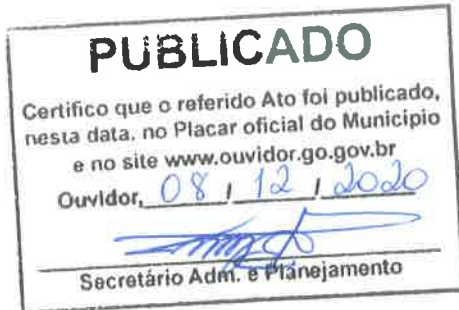 PUBLICADO
Certifico que o referido Ato foi publicado,
nesta data, no Placar oficial do Municipio
e no site www.ouvidor.go.gov.br
Ouvidor, 08 / 12 / 2020
Secretário Adm. e Planejamento